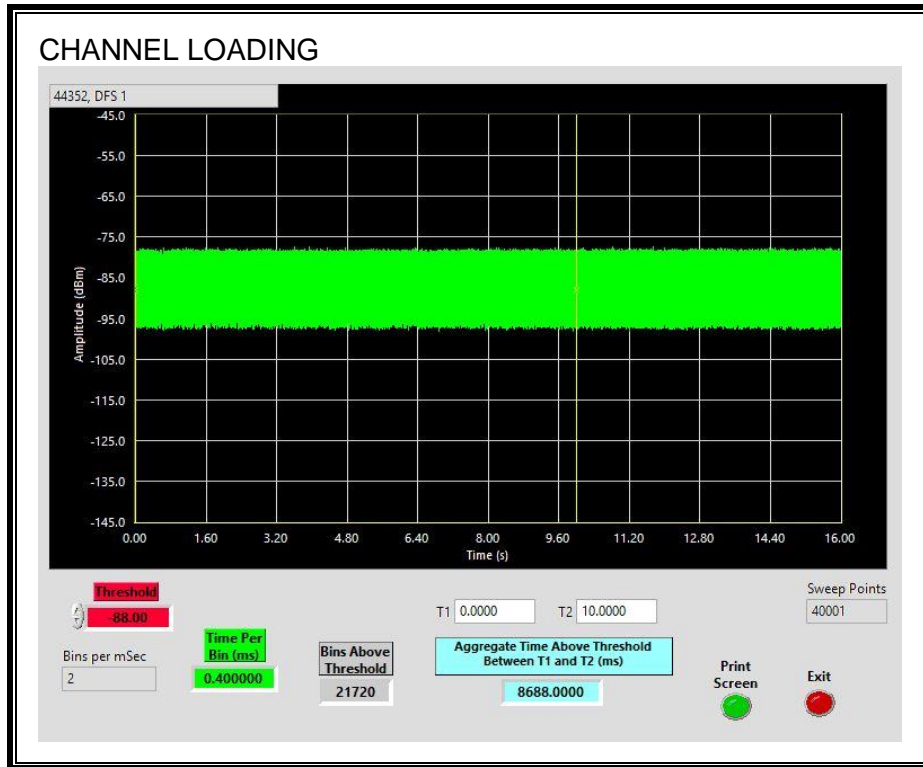 CHANNEL LOADING
44352, DFS 1
-45.0
-55.0
-65.0
-75.0
-85.0
-95.0
-105.0
-115.0
-125.0
-135.0
-145.0
Amplitude (dBm)
0.00 1.60 3.20 4.80 6.40 8.00 9.60 11.20 12.80 14.40 16.00
Time (s)
Threshold
-88.00
Bins per mSec
2
Time Per
Bin (ms)
0.400000
Bins Above
Threshold
21720
T1 0.0000 T2 10.0000
Aggregate Time Above Threshold
Between T1 and T2 (ms)
8688.0000
Sweep Points
40001
Print
Screen
Exit